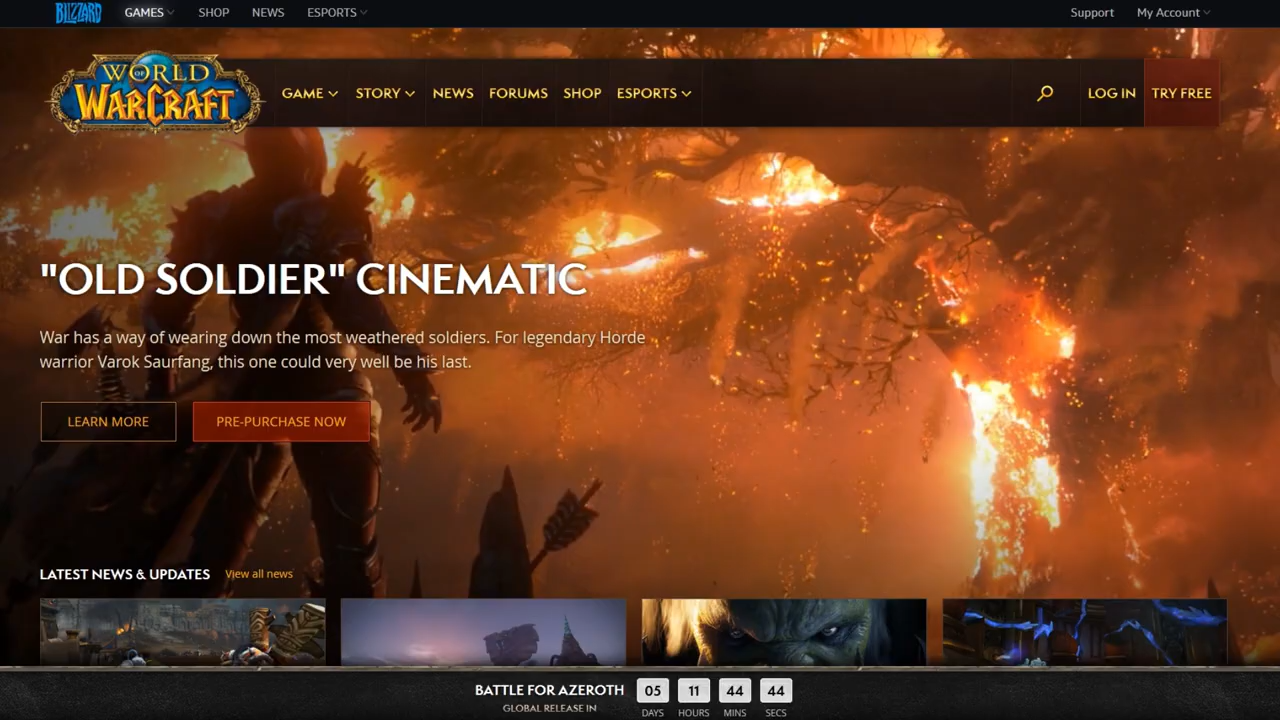 BLIZZARD
GAMES SHOP NEWS ESPORTS Support My Account
WORLD OF WARCRAFT
GAME STORY NEWS FORUMS SHOP ESPORTS LOG IN TRY FREE
"OLD SOLDIER" CINEMATIC
War has a way of wearing down the most weathered soldiers. For legendary Horde
warrior Varok Saurfang, this one could very well be his last.
LEARN MORE PRE-PURCHASE NOW
LATEST NEWS & UPDATES View all news
BATTLE FOR AZEROTH 05 11 44 44
GLOBAL RELEASE IN DAYS HOURS MINS SECS